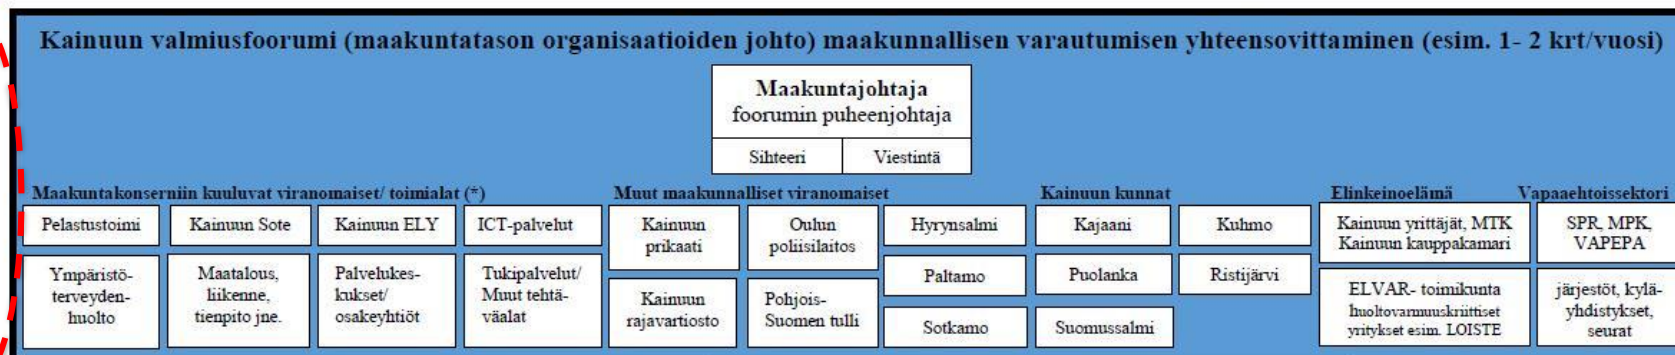 Kainuun valmiusfoorumi (maakuntatason organisaatioiden johto) maakunnallisen varautumisen yhteensovittaminen (esim. 1- 2 krt/vuosi)
Maakuntajohtaja
foorumin puheenjohtaja
Sihteeri
Viestintä
Maakuntakonserniin kuuluvat viranomaiset/ toimialat (*)
Pelastustoimi
Kainuun Sote
Kainuun ELY
ICT-palvelut
Ympäristö-
terveyden-
huolto
Maatalous,
liikenne,
tienpito jne.
Palvelukes-
kukset/
osakeyhtiöt
Tukipalvelut/
Muut tehtä-
väalat
Muut maakunnalliset viranomaiset
Kainuun
prikaati
Oulun
poliisilaitos
Kainuun
rajavartiosto
Pohjois-
Suomen tulli
Kainuun kunnat
Hyrynsalmi
Kajaani
Kuhmo
Paltamo
Puolanka
Ristijärvi
Sotkamo
Suomussalmi
Elinkeinoelämä
Kainuun yrittäjät, MTK
Kainuun kauppakamari
ELVAR- toimikunta
huoltovarmuuskriittiset
yritykset esim. LOISTE
Vapaaehtoissektori
SPR, MPK,
VAPEPA
järjestöt, kylä-
yhdistykset,
seurat